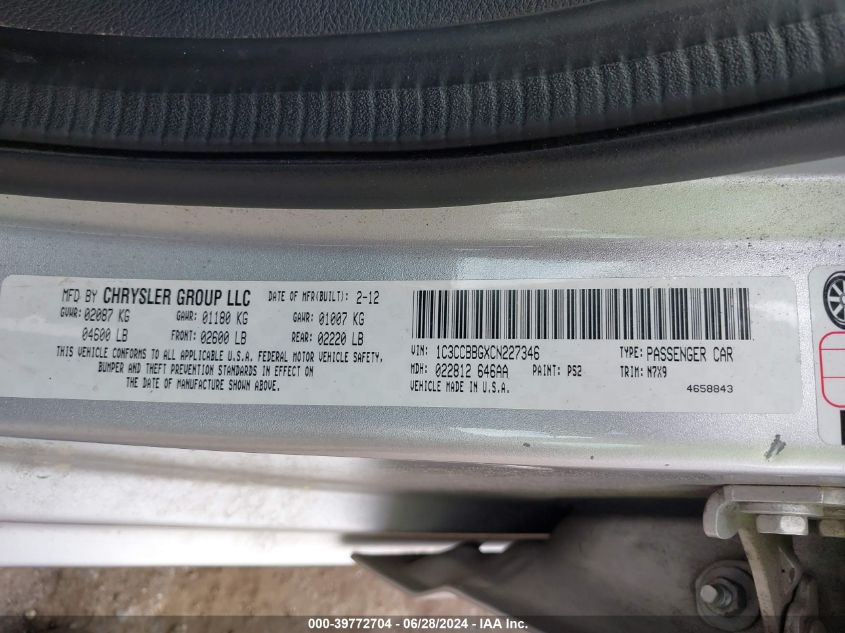 MFD BY CHRYSLER GROUP LLC DATE OF MFR(BUILT): 2-12
GVWR: 02087 KG GAWR: 01180 KG GAWR: 01007 KG
04600 LB FRONT: 02600 LB REAR: 02220 LB
THIS VEHICLE CONFORMS TO ALL APPLICABLE U.S.A. FEDERAL MOTOR VEHICLE SAFETY,
BUMPER AND THEFT PREVENTION STANDARDS IN EFFECT ON
THE DATE OF MANUFACTURE SHOWN ABOVE.
VIN: 1C3CCBBGXCN227346 TYPE: PASSENGER CAR
MDH: 022812 646AA PAINT: PS2 TRIM: N7X9
VEHICLE MADE IN U.S.A. 4658843
000-39772704 - 06/28/2024 - IAA Inc.